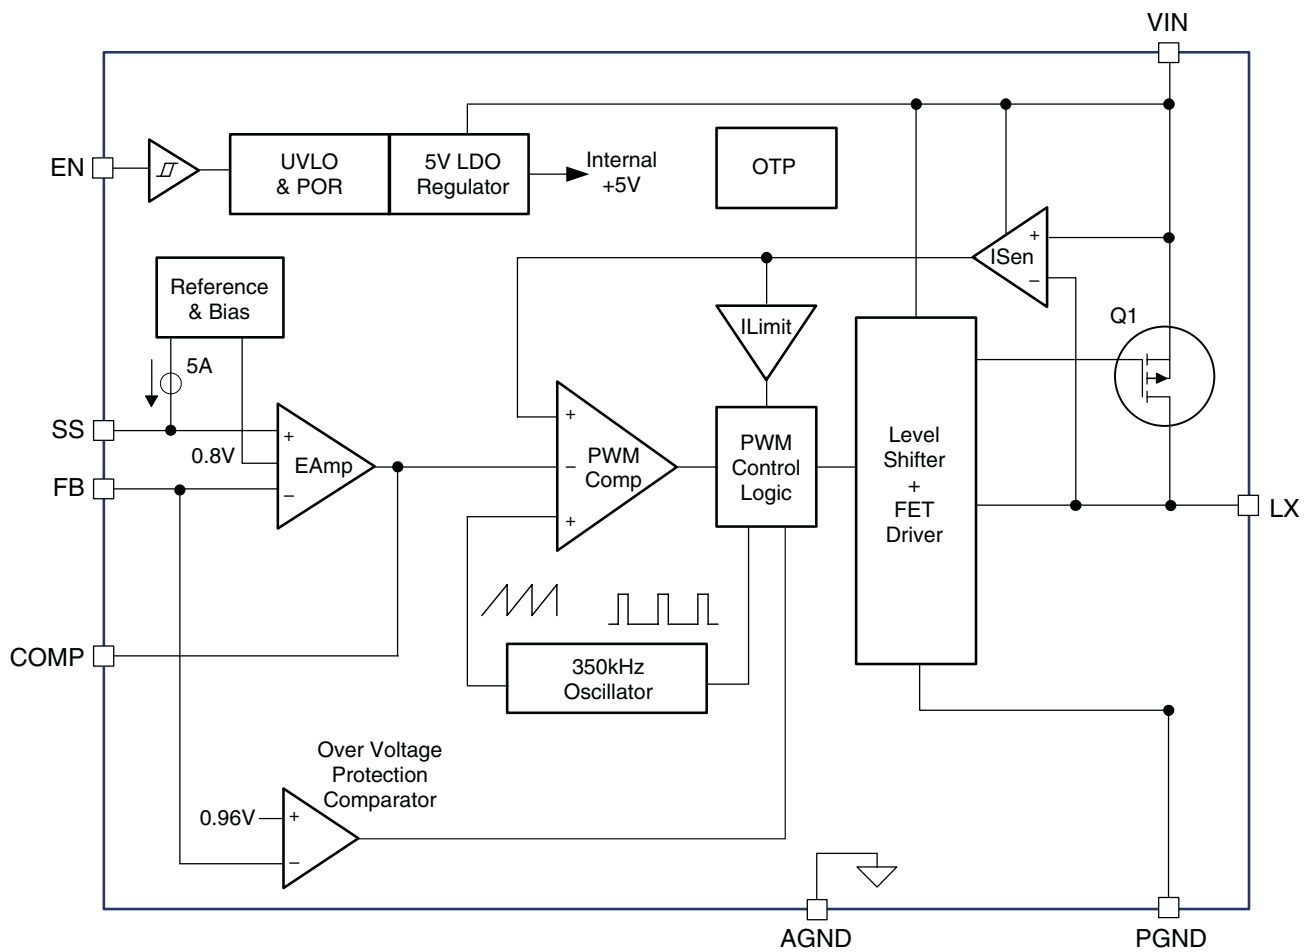 VIN
EN
UVLO
& POR
5V LDO
Regulator
Internal
+5V
OTP
Reference
& Bias
ISen
+
–
ILimit
Q1
5A
SS
0.8V
FB
+
EAmp
–
+
PWM
Comp
–
+
PWM
Control
Logic
Level
Shifter
+
FET
Driver
LX
COMP
350kHz
Oscillator
Over Voltage
Protection
Comparator
0.96V
+
–
AGND
PGND